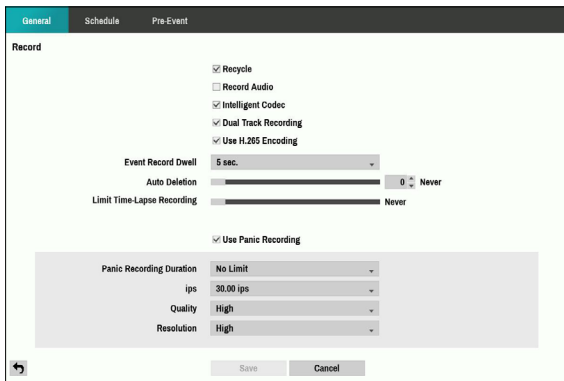 General Schedule Pre-Event
Record
Recycle
Record Audio
Intelligent Codec
Dual Track Recording
Use H.265 Encoding
Event Record Dwell 5 sec.
Auto Deletion 0 Never
Limit Time-Lapse Recording Never
Use Panic Recording
Panic Recording Duration No Limit
ips 30.00 ips
Quality High
Resolution High
Save Cancel